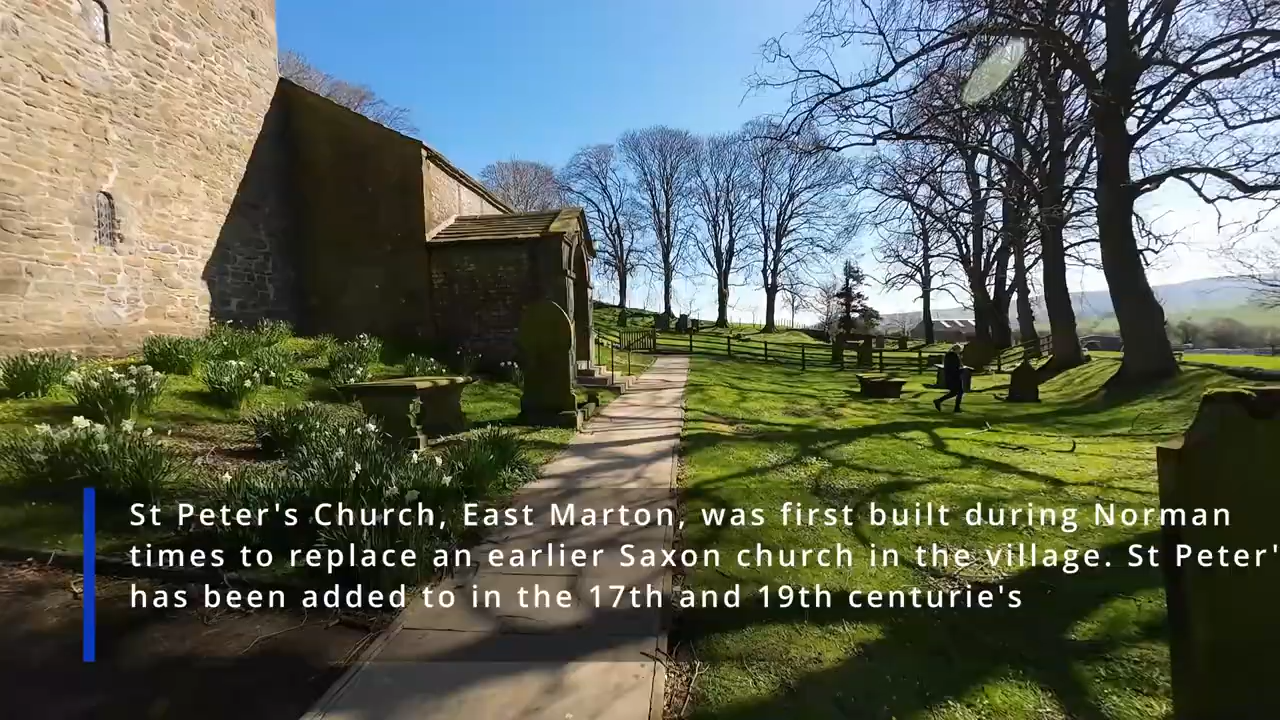 St Peter's Church, East Marton, was first built during Norman
times to replace an earlier Saxon church in the village. St Peter'
has been added to in the 17th and 19th centurie's